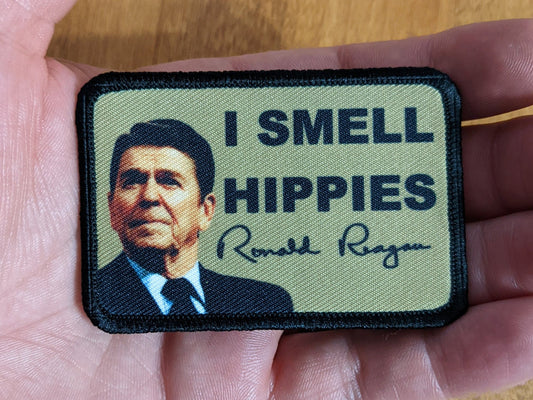 I SMELL
HIPPIES
Ronald Reagan